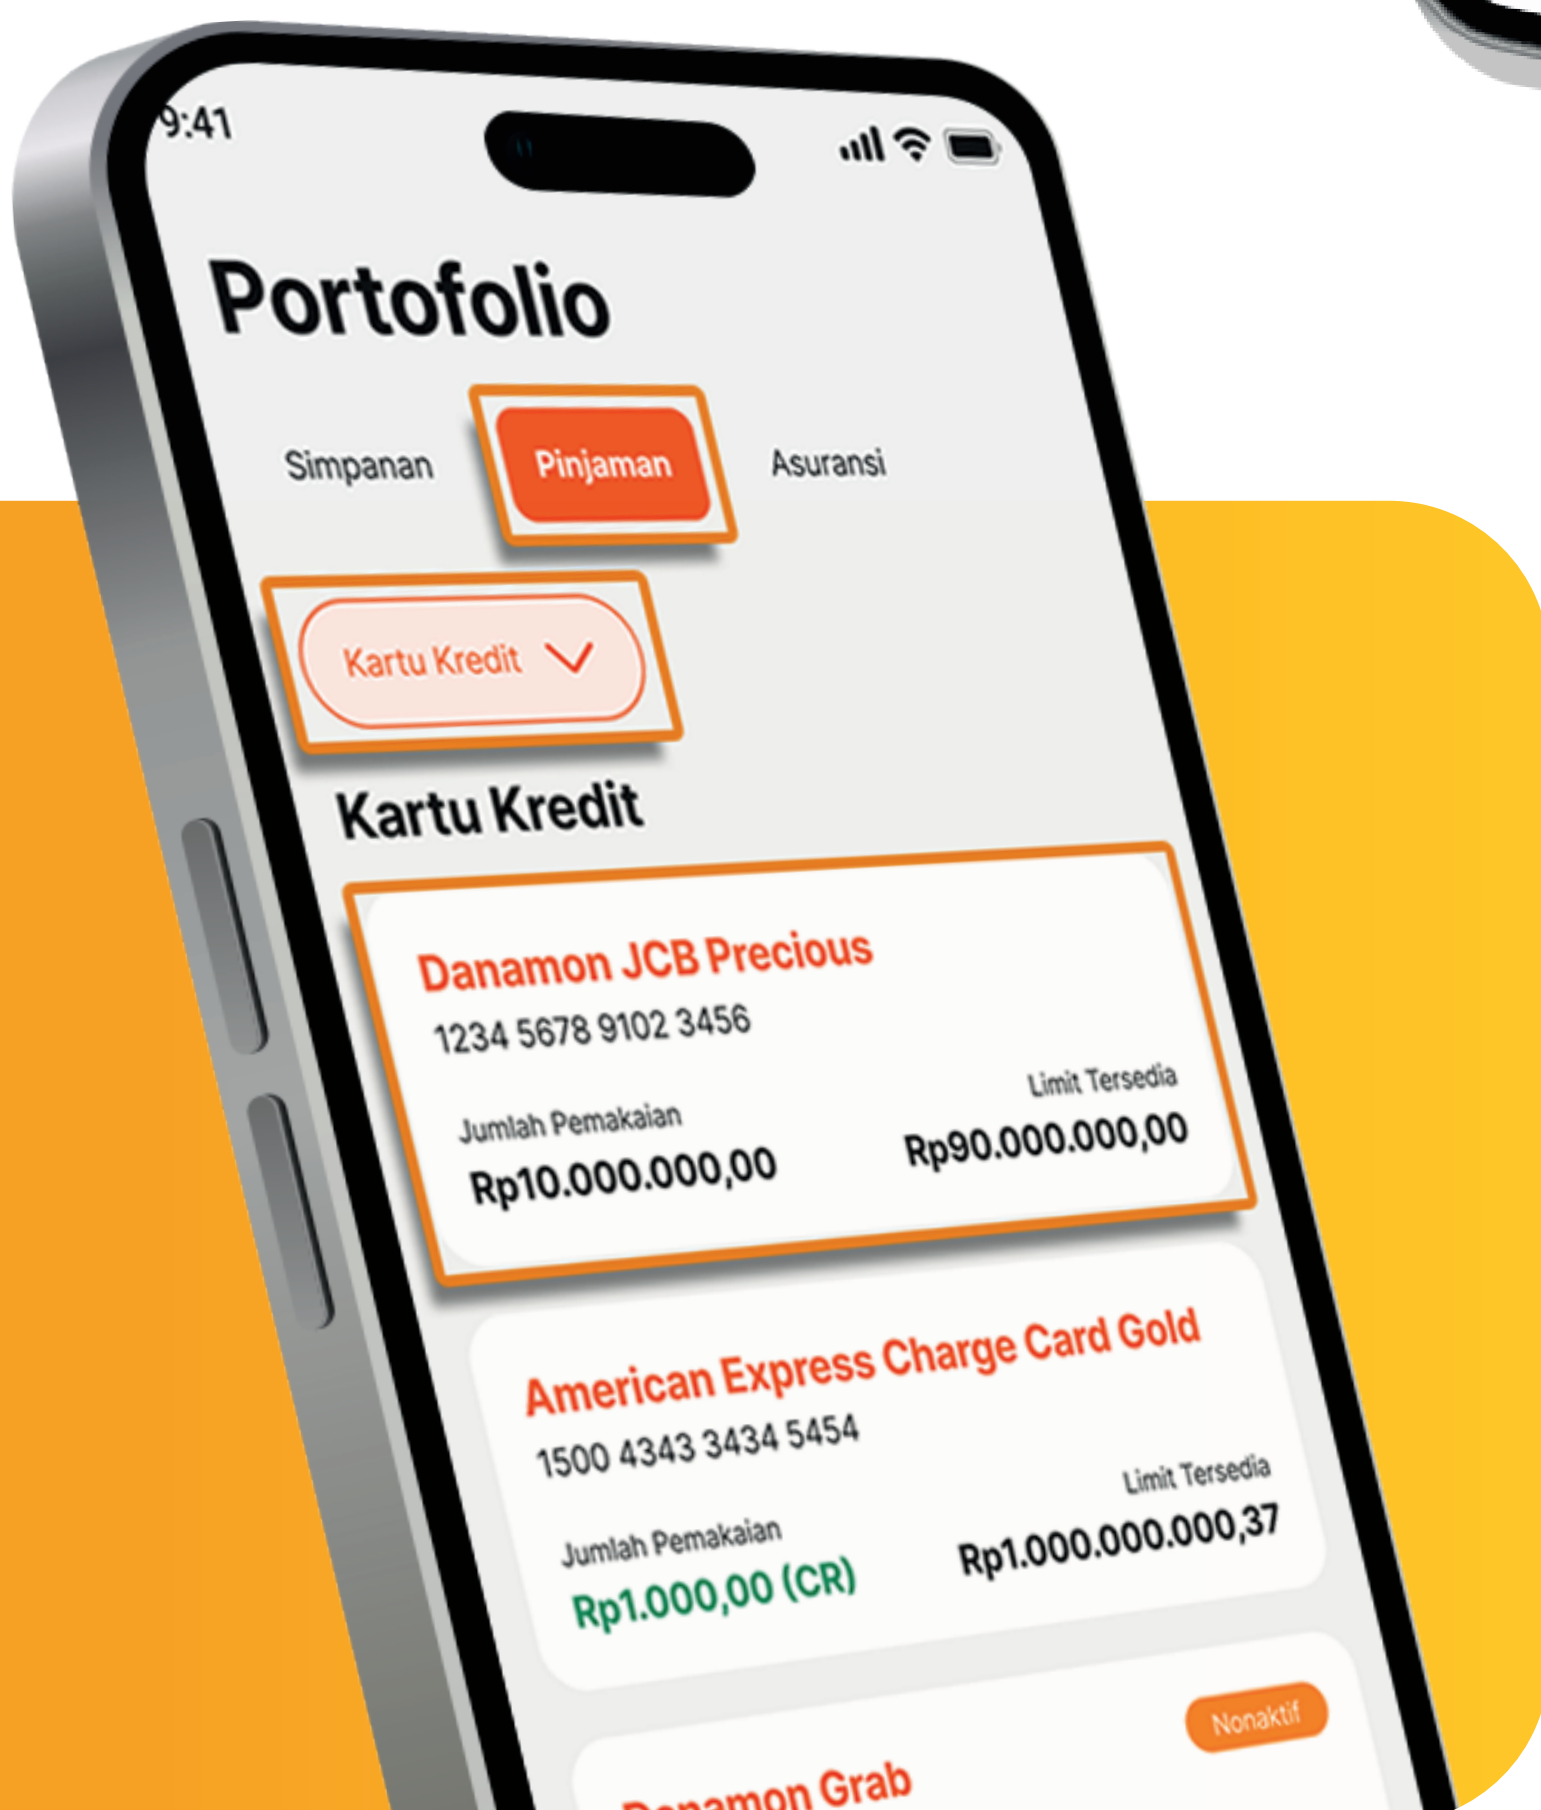 9:41
Portofolio
Simpanan Pinjaman Asuransi
Kartu Kredit
Kartu Kredit
Danamon JCB Precious
1234 5678 9102 3456
Jumlah Pemakaian Limit Tersedia
Rp10.000.000,00 Rp90.000.000,00
American Express Charge Card Gold
1500 4343 3434 5454
Jumlah Pemakaian Limit Tersedia
Rp1.000,00 (CR) Rp1.000.000.000,37
Nonaktif
Danamon Grab